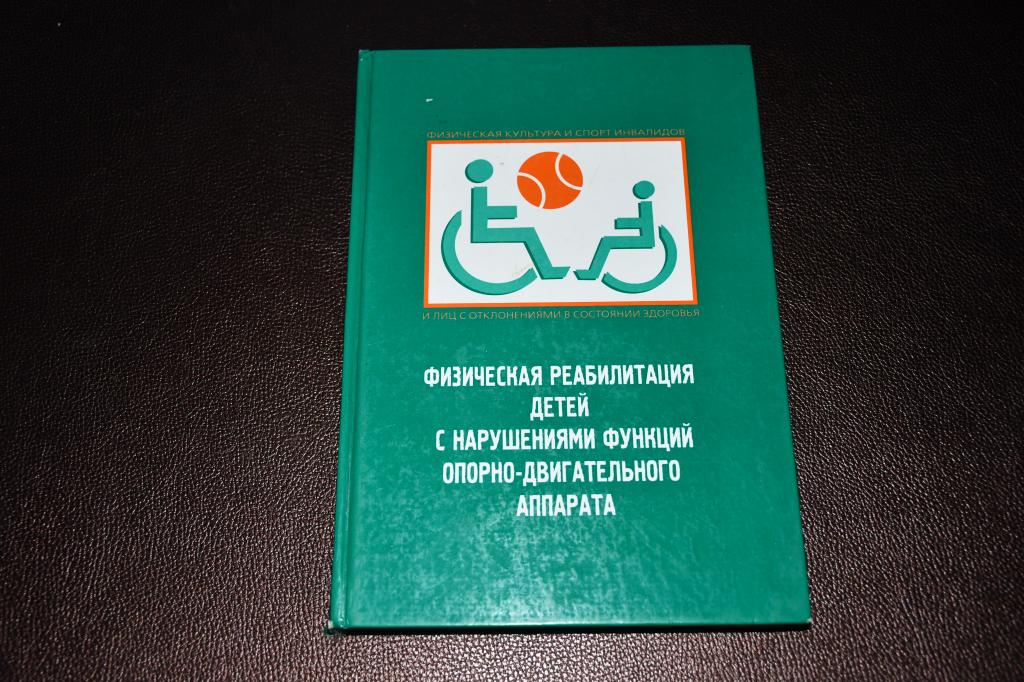 ФИЗИЧЕСКАЯ КУЛЬТУРА И СПОРТ ИНВАЛИДОВ
И ЛИЦ С ОТКЛОНЕНИЯМИ В СОСТОЯНИИ ЗДОРОВЬЯ
ФИЗИЧЕСКАЯ РЕАБИЛИТАЦИЯ
ДЕТЕЙ
С НАРУШЕНИЯМИ ФУНКЦИЙ
ОПОРНО-ДВИГАТЕЛЬНОГО
АППАРАТА